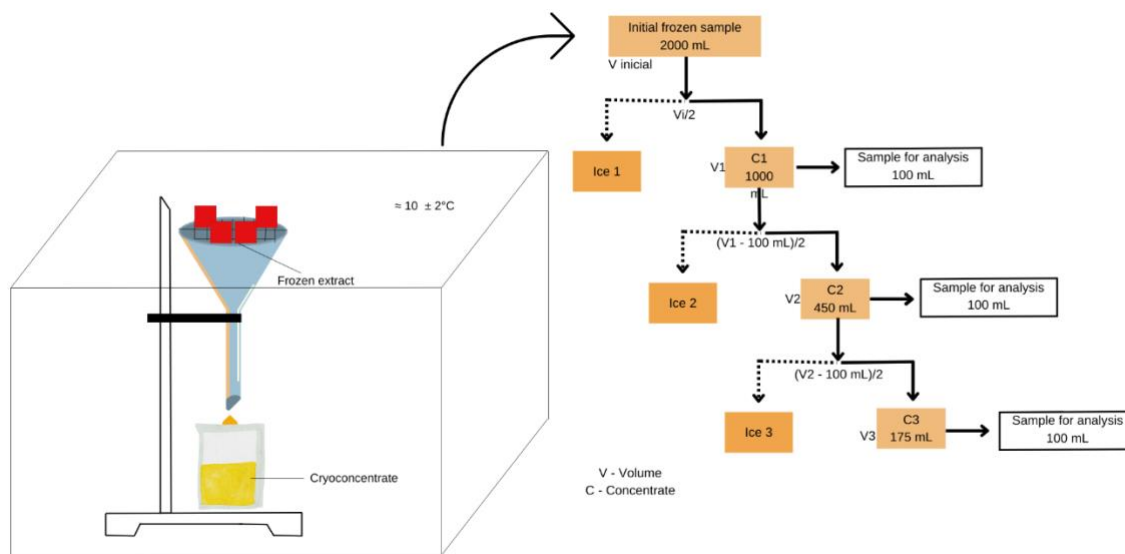 Initial frozen sample
2000 mL
V inicial
Vi/2
Ice 1
V1
C1
1000
mL
Sample for analysis
100 mL
≈ 10 ± 2°C
Frozen extract
(V1 - 100 mL)/2
Ice 2
V2
C2
450 mL
Sample for analysis
100 mL
(V2 - 100 mL)/2
Ice 3
V3
C3
175 mL
Sample for analysis
100 mL
Cryoconcentrate
V - Volume
C - Concentrate